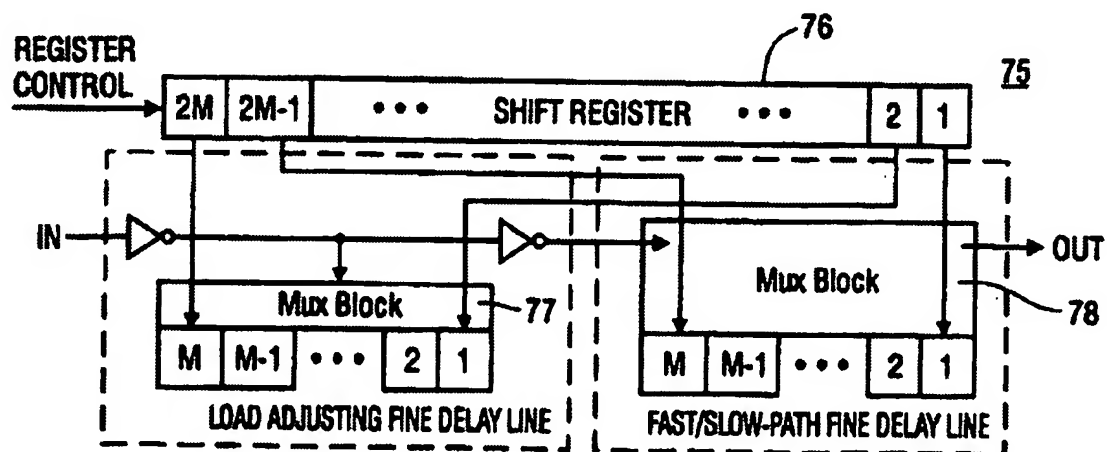 76
75
REGISTER
CONTROL
2M 2M-1 ••• SHIFT REGISTER ••• 2 1
IN
OUT
Mux Block
77
Mux Block
78
M M-1 ••• 2 1
M M-1 ••• 2 1
LOAD ADJUSTING FINE DELAY LINE
FAST/SLOW-PATH FINE DELAY LINE